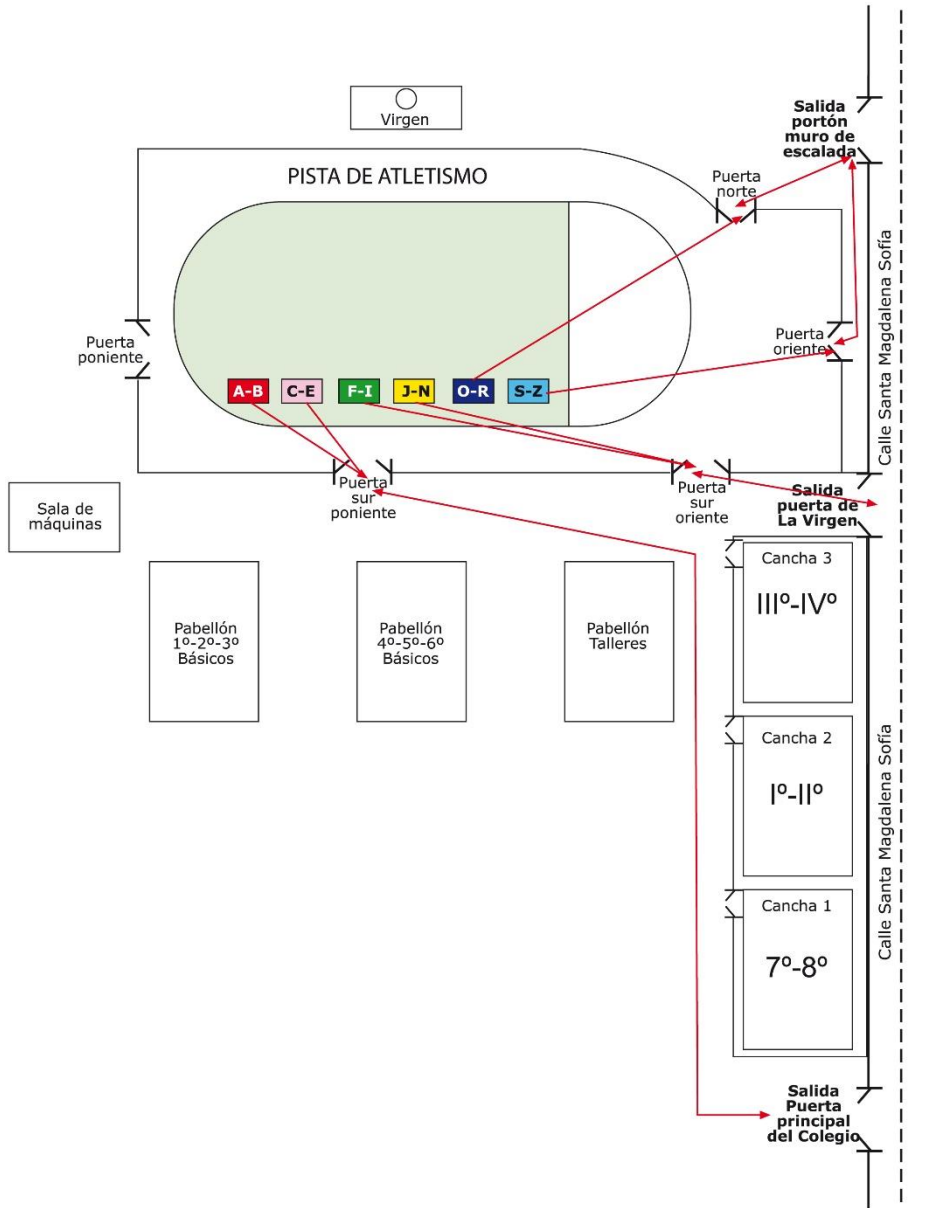 Virgen
Salida
portón
muro de
escalada
PISTA DE ATLETISMO
Puerta
norte
Calle Santa Magdalena Sofía
Puerta
poniente
Puerta
oriente
A-B
C-E
F-I
J-N
O-R
S-Z
Puerta
sur
poniente
Puerta
sur
oriente
Salida
puerta de
La Virgen
Sala de
máquinas
Cancha 3
IIIº-IVº
Pabellón
1º-2º-3º
Básicos
Pabellón
4º-5º-6º
Básicos
Pabellón
Talleres
Cancha 2
Iº-IIº
Calle Santa Magdalena Sofía
Cancha 1
7º-8º
Salida
Puerta
principal
del Colegio